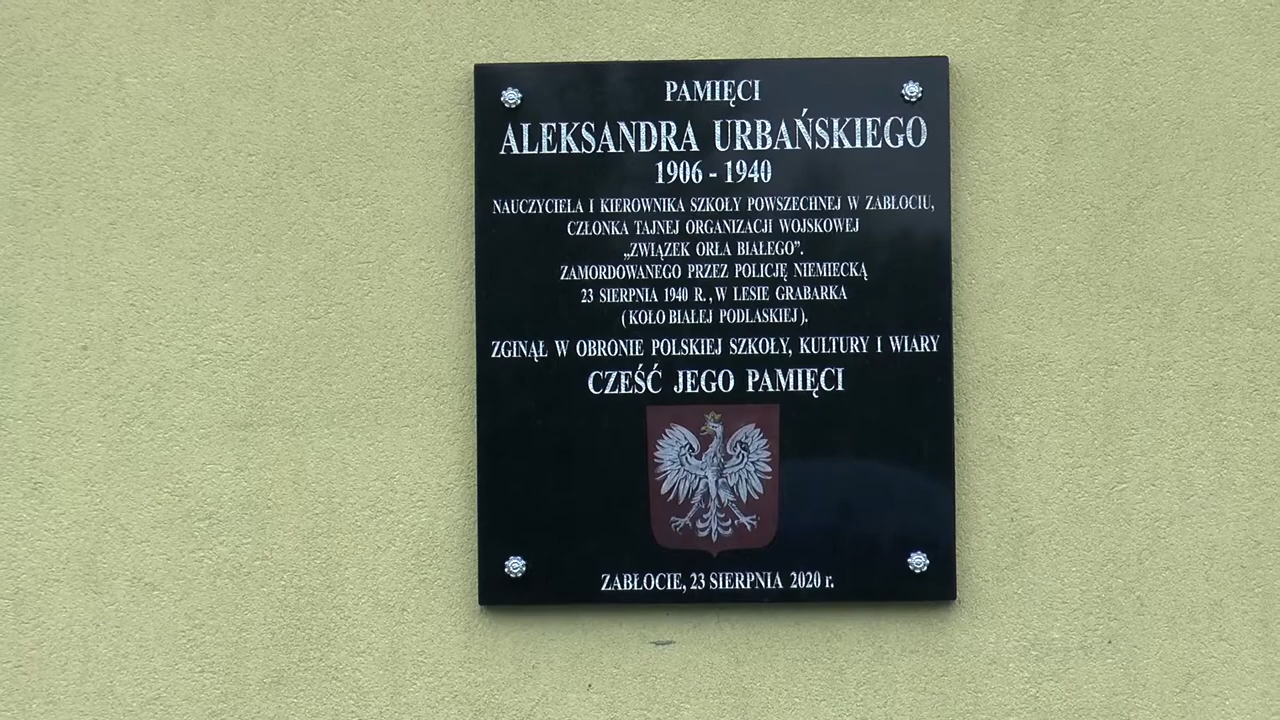 PAMIĘCI
ALEKSANDRA URBAŃSKIEGO
1906 - 1940
NAUCZYCIELA I KIEROWNIKA SZKOŁY POWSZECHNEJ W ZABŁOCIU,
CZŁONKA TAJNEJ ORGANIZACJI WOJSKOWEJ
„ZWIĄZEK ORŁA BIAŁEGO”.
ZAMORDOWANEGO PRZEZ POLICJĘ NIEMIECKĄ
23 SIERPNIA 1940 R., W LESIE GRABARKA
(KOŁO BIAŁEJ PODLASKIEJ).
ZGINĄŁ W OBRONIE POLSKIEJ SZKOŁY, KULTURY I WIARY
CZEŚĆ JEGO PAMIĘCI
ZABŁOCIE, 23 SIERPNIA 2020 r.